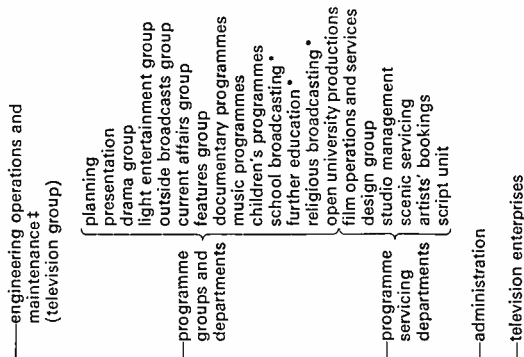 engineering operations and
maintenance‡
(television group)
programme
groups and
departments
planning
presentation
drama group
light entertainment group
outside broadcasts group
current affairs group
features group
documentary programmes
music programmes
children's programmes
school broadcasting*
further education*
religious broadcasting*
open university productions
programme
servicing
departments
film operations and services
design group
studio management
scenic servicing
artists' bookings
script unit
administration
television enterprises